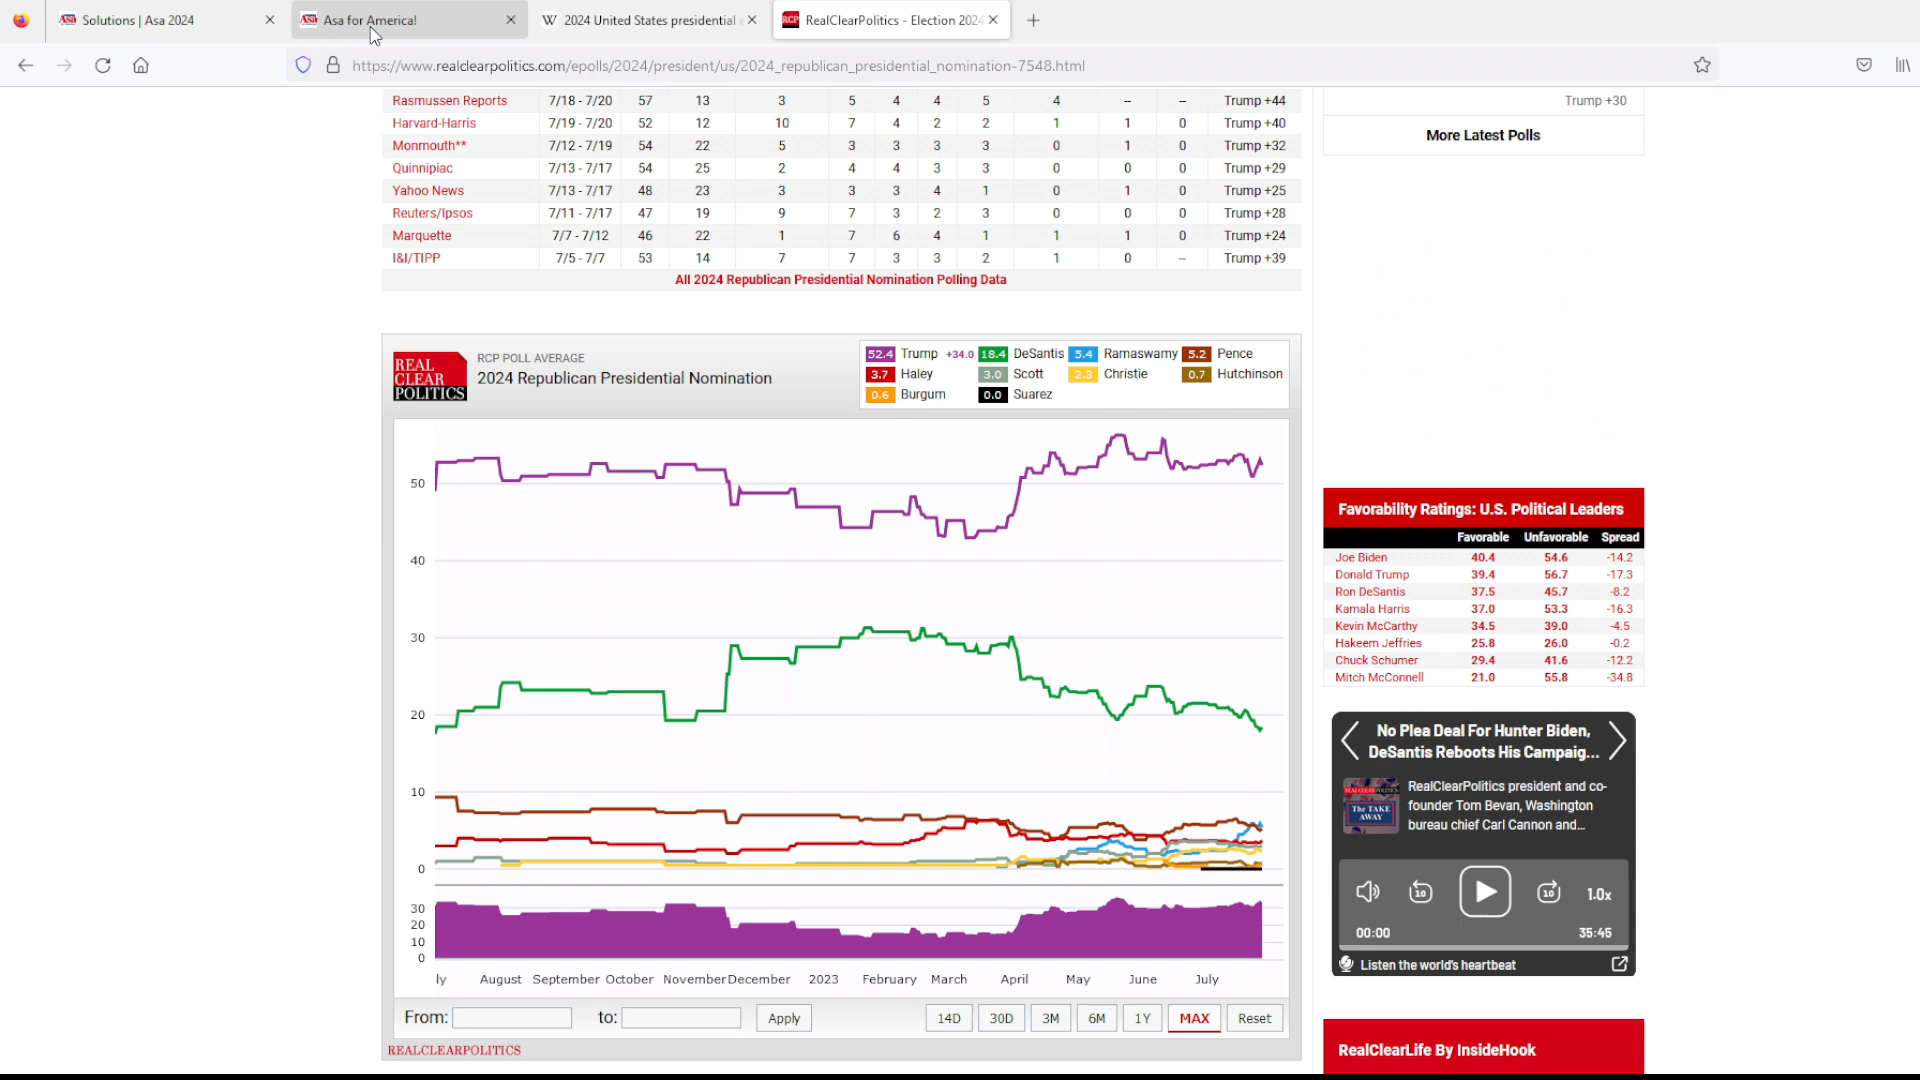 Solutions | Asa 2024
Asa for America!
2024 United States presidential
RealClearPolitics - Election 2024
https://www.realclearpolitics.com/epolls/2024/president/us/2024_republican_presidential_nomination-7548.html
Rasmussen Reports 7/18 - 7/20 57 13 3 5 4 4 5 4 -- -- Trump +44
Harvard-Harris 7/19 - 7/20 52 12 10 7 4 2 2 1 1 0 Trump +40
Monmouth** 7/12 - 7/19 54 22 5 3 3 3 3 0 1 0 Trump +32
Quinnipiac 7/13 - 7/17 54 25 2 4 4 3 3 0 0 0 Trump +29
Yahoo News 7/13 - 7/17 48 23 3 3 3 4 1 0 1 0 Trump +25
Reuters/Ipsos 7/11 - 7/17 47 19 9 7 3 2 3 0 0 0 Trump +28
Marquette 7/7 - 7/12 46 22 1 7 6 4 1 1 1 0 Trump +24
I&I/TIPP 7/5 - 7/7 53 14 7 7 3 3 2 1 0 -- Trump +39
All 2024 Republican Presidential Nomination Polling Data
REAL
CLEAR
POLITICS
RCP POLL AVERAGE
2024 Republican Presidential Nomination
52.4 Trump +34.0 18.4 DeSantis 5.4 Ramaswamy 5.2 Pence
3.7 Haley 3.0 Scott 2.3 Christie 0.7 Hutchinson
0.6 Burgum 0.0 Suarez
50
40
30
20
10
0
30
20
10
0
ly August September October November December 2023 February March April May June July
From: to: Apply 14D 30D 3M 6M 1Y MAX Reset
REALCLEARPOLITICS
Trump +30
More Latest Polls
Favorability Ratings: U.S. Political Leaders
Favorable Unfavorable Spread
Joe Biden 40.4 54.6 -14.2
Donald Trump 39.4 56.7 -17.3
Ron DeSantis 37.5 45.7 -8.2
Kamala Harris 37.0 53.3 -16.3
Kevin McCarthy 34.5 39.0 -4.5
Hakeem Jeffries 25.8 26.0 -0.2
Chuck Schumer 29.4 41.6 -12.2
Mitch McConnell 21.0 55.8 -34.8
No Plea Deal For Hunter Biden,
DeSantis Reboots His Campaig...
The TAKE
AWAY
RealClearPolitics president and co-
founder Tom Bevan, Washington
bureau chief Carl Cannon and...
10 10 1.0x
00:00 35:45
Listen the world's heartbeat
RealClearLife By InsideHook